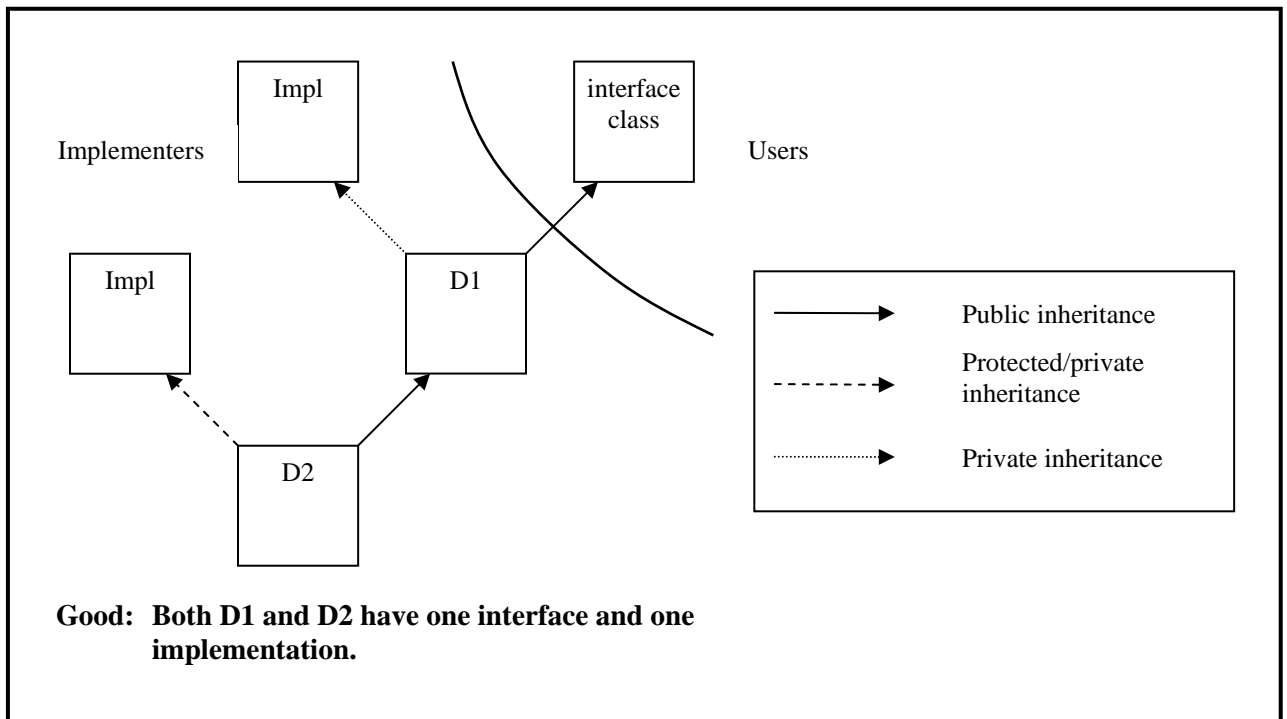 Impl
interface
class
Implementers
Users
Impl
D1
Public inheritance
Protected/private
inheritance
D2
Private inheritance
Good: Both D1 and D2 have one interface and one
implementation.